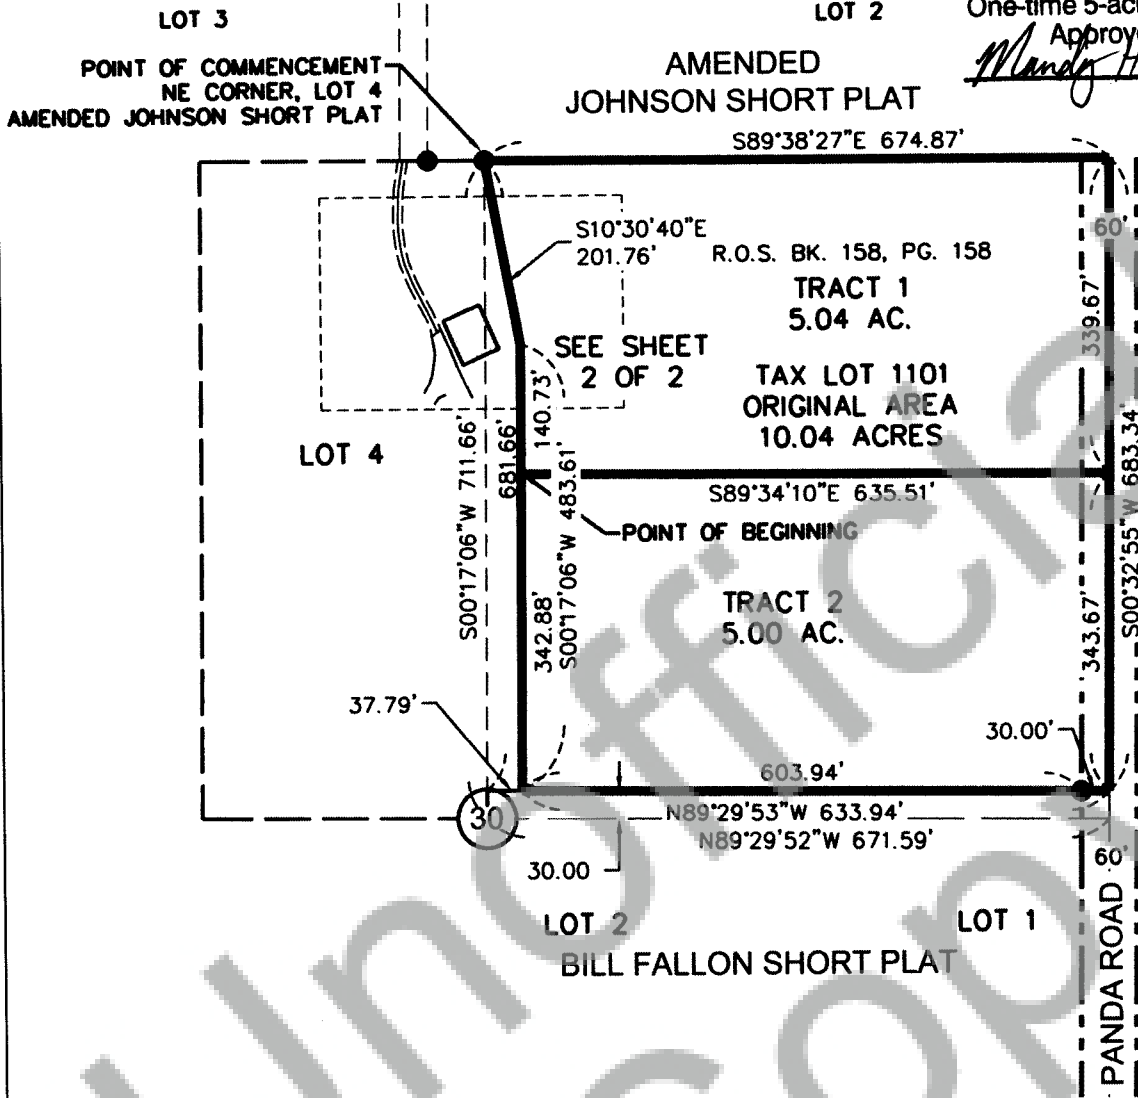 LOT 3
LOT 2
One-time 5-ac
Approv
Mandy H
POINT OF COMMENCEMENT
NE CORNER, LOT 4
AMENDED JOHNSON SHORT PLAT
AMENDED
JOHNSON SHORT PLAT
S89°38'27"E 674.87'
60'
S10°30'40"E
201.76'
R.O.S. BK. 158, PG. 158
TRACT 1
5.04 AC.
339.67'
SEE SHEET
2 OF 2
TAX LOT 1101
ORIGINAL AREA
10.04 ACRES
140.73'
LOT 4
S00°17'06"W 711.66'
681.66'
S00°17'06"W 483.61'
S00°32'55"W 683.34'
S89°34'10"E 635.51'
POINT OF BEGINNING
TRACT 2
5.00 AC.
342.88'
343.67'
37.79'
30.00'
603.94'
30
N89°29'53"W 633.94'
N89°29'52"W 671.59'
30.00
60'
LOT 2
LOT 1
BILL FALLON SHORT PLAT
PANDA ROAD
Unofficial
Cop